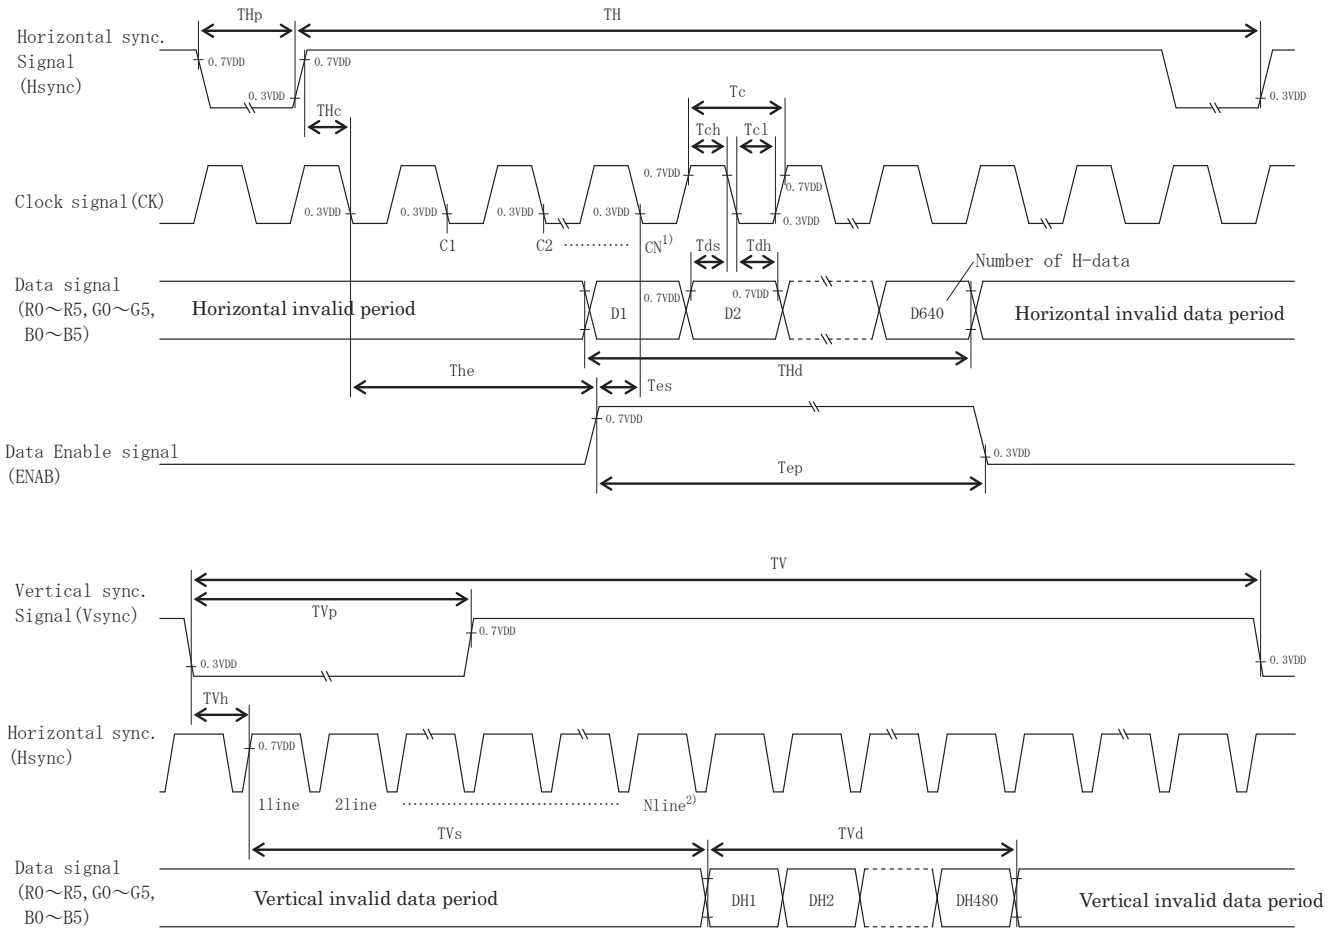 THp
TH
Horizontal sync.
Signal
(Hsync)
0.7VDD
0.3VDD
0.7VDD
0.3VDD
THc
Tc
Tch
Tcl
Clock signal(CK)
0.3VDD
0.3VDD
0.3VDD
0.3VDD
0.7VDD
0.7VDD
0.3VDD
C1
C2
CN1)
Tds
Tdh
Number of H-data
Data signal
(R0～R5,G0～G5,
B0～B5)
Horizontal invalid period
D1
0.7VDD
D2
0.7VDD
D640
Horizontal invalid data period
The
Tes
THd
0.7VDD
Data Enable signal
(ENAB)
0.3VDD
Tep
TV
Vertical sync.
Signal(Vsync)
TVp
0.3VDD
0.7VDD
0.3VDD
TVh
Horizontal sync.
(Hsync)
0.7VDD
1line
2line
Nline2)
TVs
TVd
Data signal
(R0～R5,G0～G5,
B0～B5)
Vertical invalid data period
DH1
DH2
DH480
Vertical invalid data period